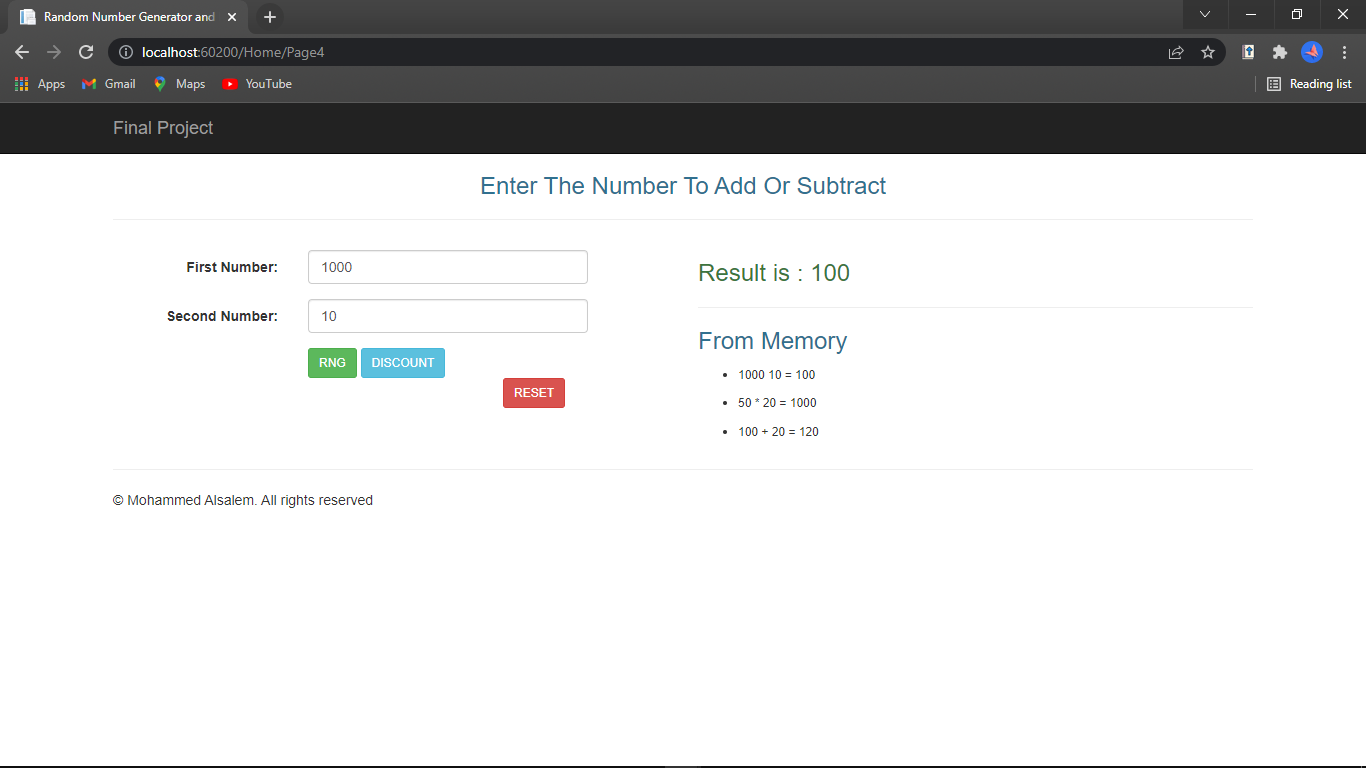 Random Number Generator and
localhost:60200/Home/Page4
Apps Gmail Maps YouTube Reading list
Final Project
Enter The Number To Add Or Subtract
First Number: 1000
Second Number: 10
RNG DISCOUNT
RESET
Result is : 100
From Memory
• 1000 10 = 100
• 50 * 20 = 1000
• 100 + 20 = 120
© Mohammed Alsalem. All rights reserved